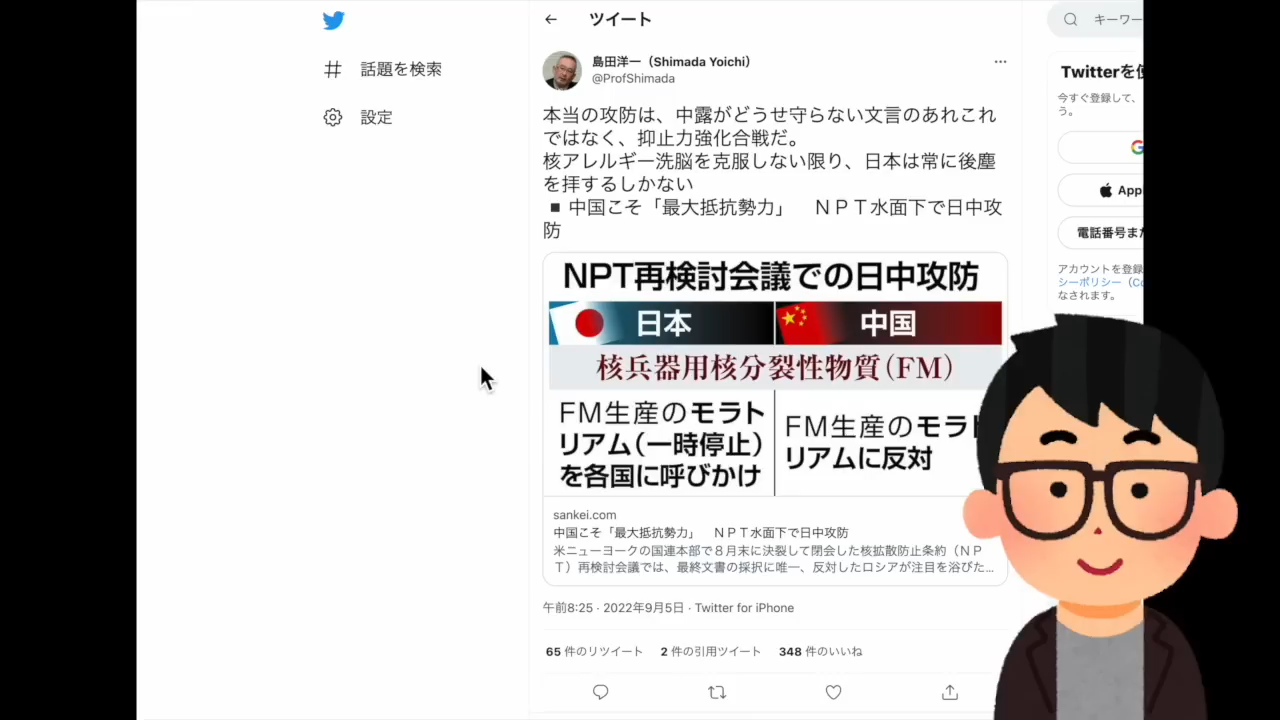 ツイート
キーワー
話題を検索
設定
島田洋一（Shimada Yoichi）
@ProfShimada
本当の攻防は、中露がどうせ守らない文言のあれこれ
ではなく、抑止力強化合戦だ。
核アレルギー洗脳を克服しない限り、日本は常に後塵
を拝するしかない
■中国こそ「最大抵抗勢力」　ＮＰＴ水面下で日中攻
防
NPT再検討会議での日中攻防
日本
中国
核兵器用核分裂性物質(FM)
FM生産のモラト
リアム(一時停止)
を各国に呼びかけ
FM生産のモラ
リアムに反対
sankei.com
中国こそ「最大抵抗勢力」　ＮＰＴ水面下で日中攻防
米ニューヨークの国連本部で８月末に決裂して閉会した核拡散防止条約（ＮＰ
Ｔ）再検討会議では、最終文書の採択に唯一、反対したロシアが注目を浴びた...
午前8:25 · 2022年9月5日 · Twitter for iPhone
65 件のリツイート 2 件の引用ツイート 348 件のいいね
Twitterを
今すぐ登録して、
う。
Appl
電話番号ま
アカウントを登録
シーポリシー（Co
なされます。